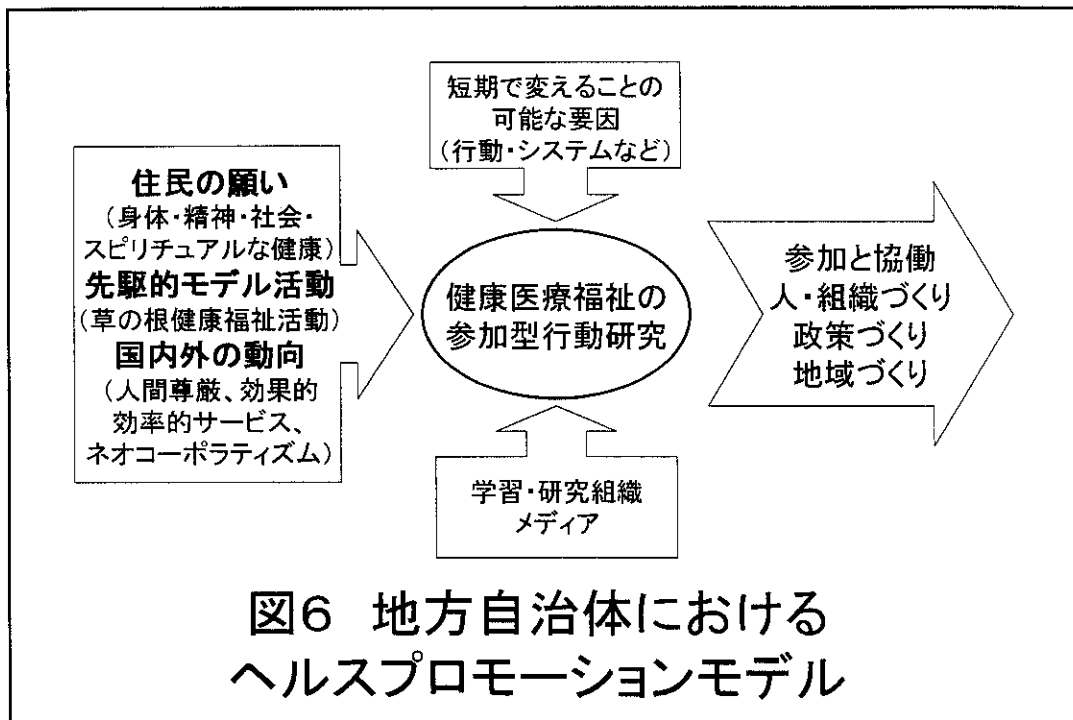 短期で変えることの
可能な要因
(行動・システムなど)
住民の願い
(身体・精神・社会・
スピリチュアルな健康)
先駆的モデル活動
(草の根健康福祉活動)
国内外の動向
(人間尊厳、効果的
効率的サービス、
ネオコーポラティズム)
健康医療福祉の
参加型行動研究
参加と協働
人・組織づくり
政策づくり
地域づくり
学習・研究組織
メディア
図6 地方自治体における
ヘルスプロモーションモデル